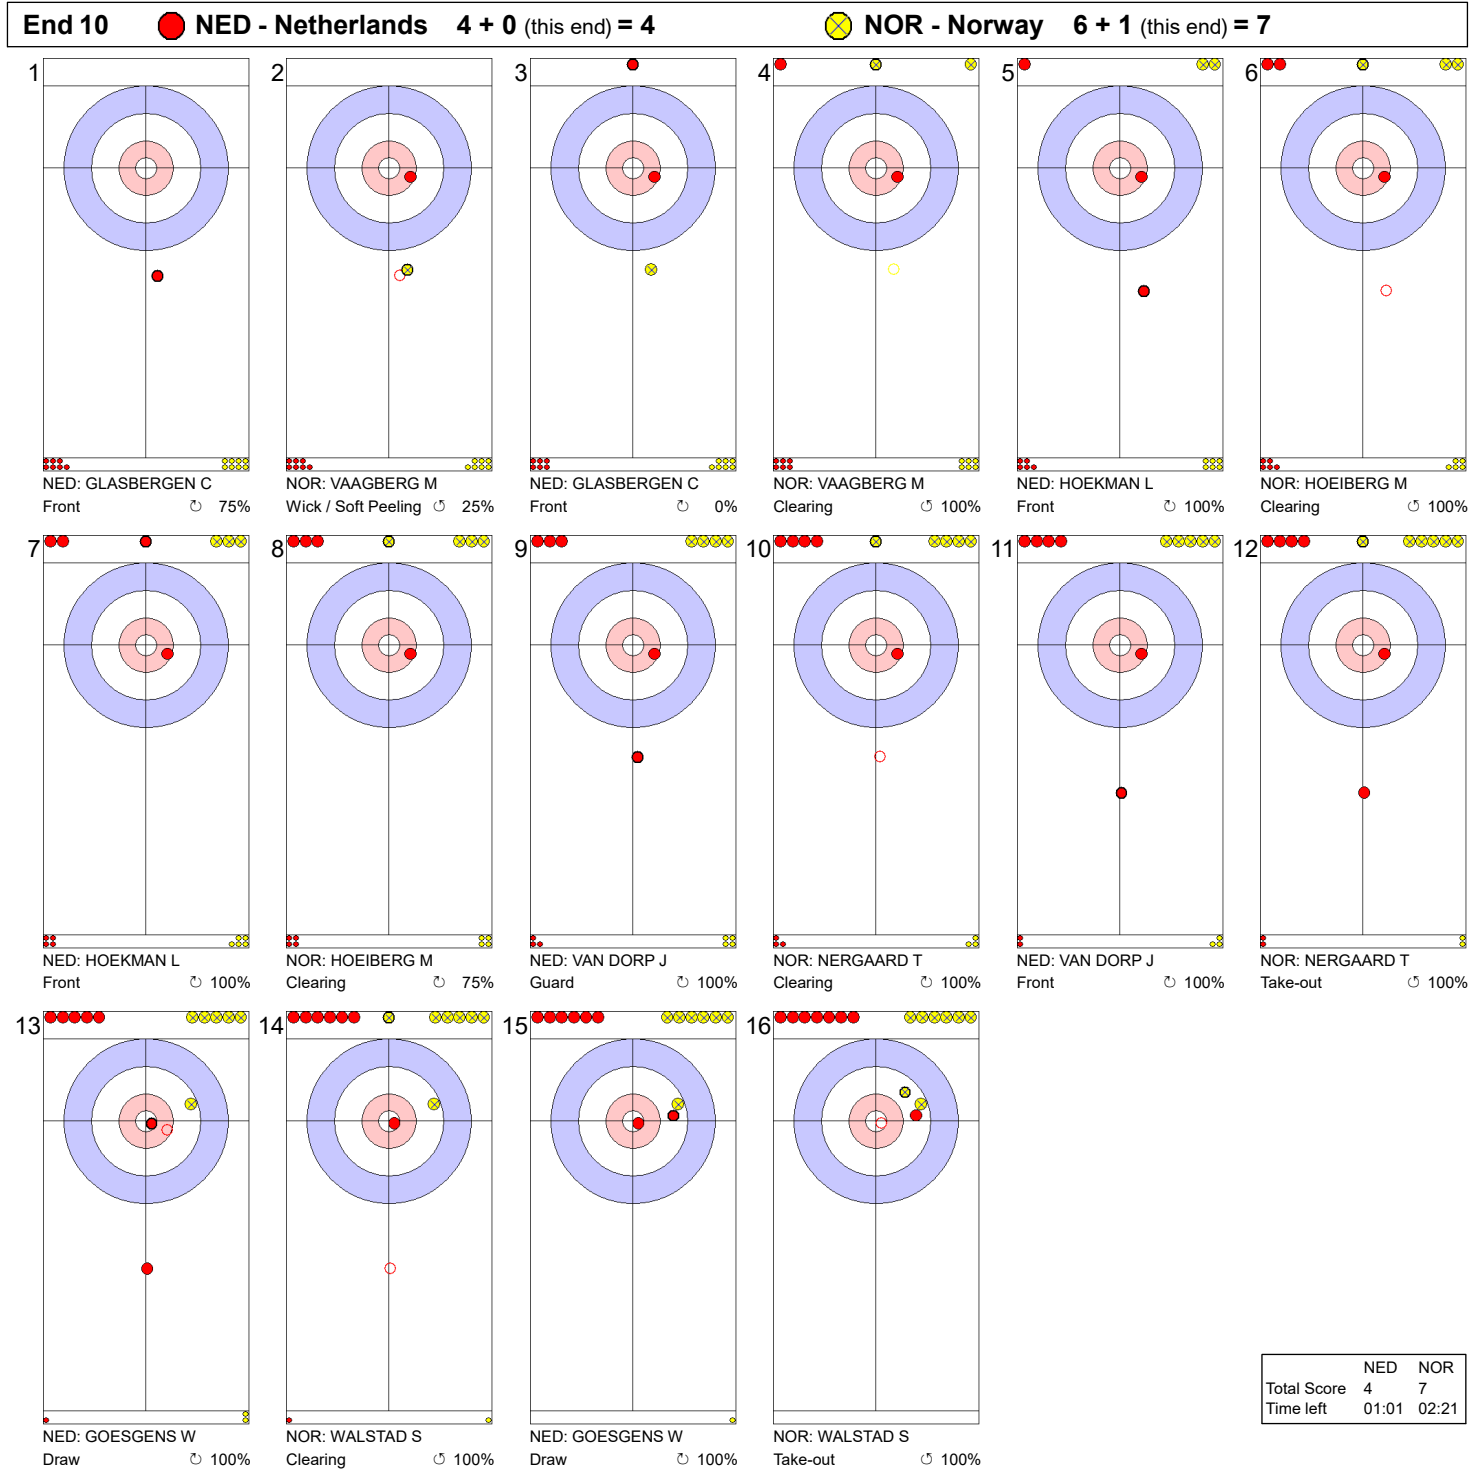 End 10 NED - Netherlands 4 + 0 (this end) = 4 NOR - Norway 6 + 1 (this end) = 7
1 2 3 4 5 6
NED: GLASBERGEN C NOR: VAAGBERG M NED: GLASBERGEN C NOR: VAAGBERG M NED: HOEKMAN L NOR: HOEIBERG M
Front ↻ 75% Wick / Soft Peeling ↺ 25% Front ↻ 0% Clearing ↺ 100% Front ↻ 100% Clearing ↺ 100%
7 8 9 10 11 12
NED: HOEKMAN L NOR: HOEIBERG M NED: VAN DORP J NOR: NERGAARD T NED: VAN DORP J NOR: NERGAARD T
Front ↻ 100% Clearing ↻ 75% Guard ↻ 100% Clearing ↻ 100% Front ↻ 100% Take-out ↻ 100%
13 14 15 16
NED: GOESGENS W NOR: WALSTAD S NED: GOESGENS W NOR: WALSTAD S
Draw ↻ 100% Clearing ↺ 100% Draw ↻ 100% Take-out ↺ 100%
NED NOR
Total Score 4 7
Time left 01:01 02:21